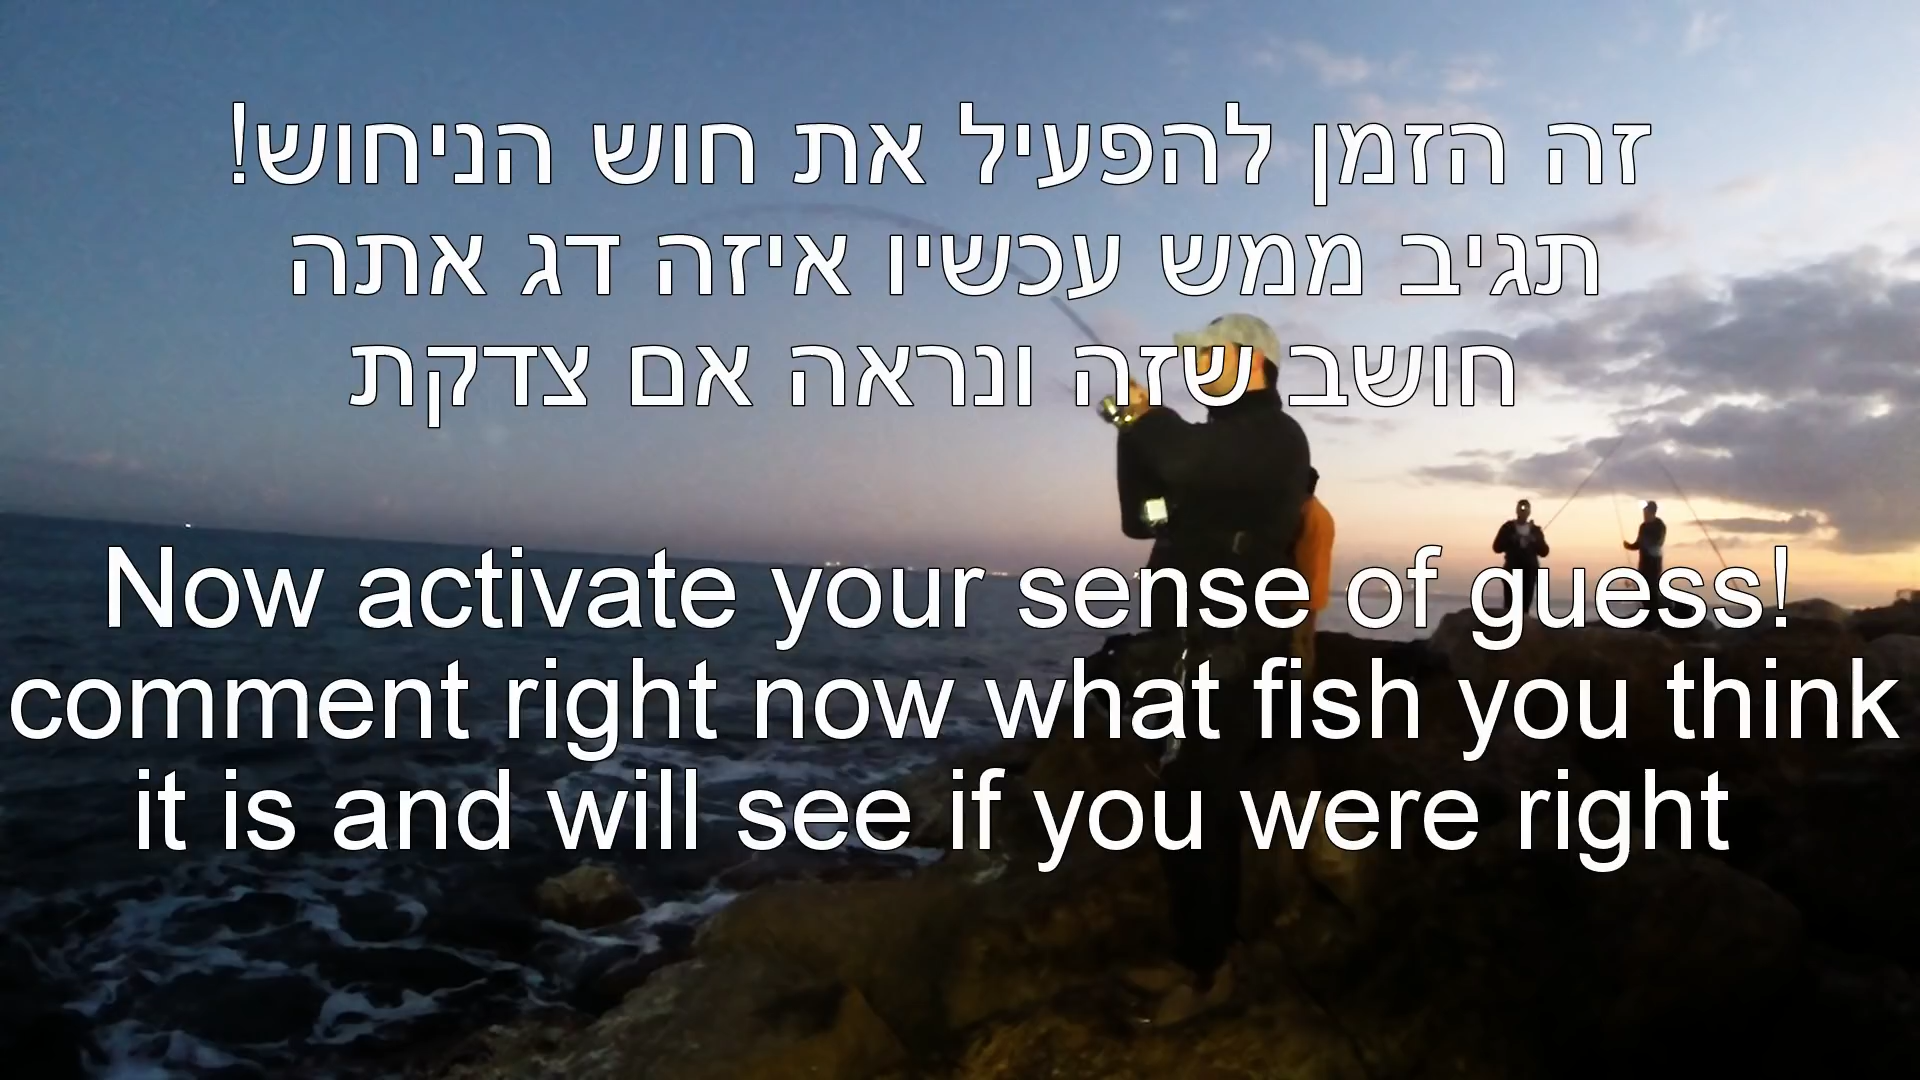 זה הזמן להפעיל את חוש הניחוש!
תגיב ממש עכשיו איזה דג אתה
חושב שזה ונראה אם צדקת
Now activate your sense of guess!
comment right now what fish you think
it is and will see if you were right